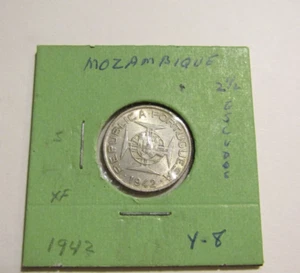 MOZAMBIQUE
2½
ESCUDOS
REPUBLICA PORTUGUESA
1942
XF
1942
Y-8